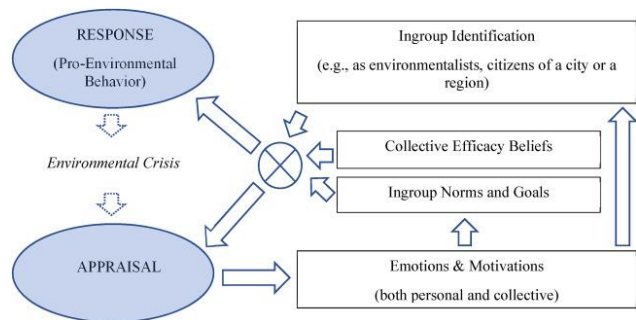 RESPONSE
(Pro-Environmental
Behavior)
Environmental Crisis
APPRAISAL
Ingroup Identification
(e.g., as environmentalists, citizens of a city or a
region)
Collective Efficacy Beliefs
Ingroup Norms and Goals
Emotions & Motivations
(both personal and collective)